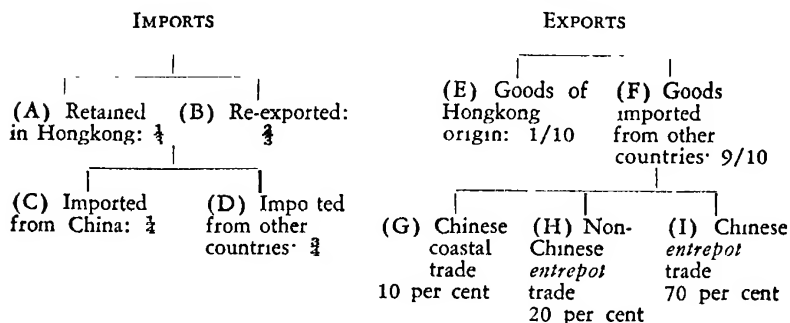 IMPORTS
(A) Retained
in Hongkong: ⅓
(B) Re-exported:
⅔
(C) Imported
from China: ¼
(D) Impo ted
from other
countries· ¾
EXPORTS
(E) Goods of
Hongkong
origin: 1/10
(F) Goods
imported
from other
countries· 9/10
(G) Chinese
coastal
trade
10 per cent
(H) Non-
Chinese
entrepot
trade
20 per cent
(I) Chinese
entrepot
trade
70 per cent